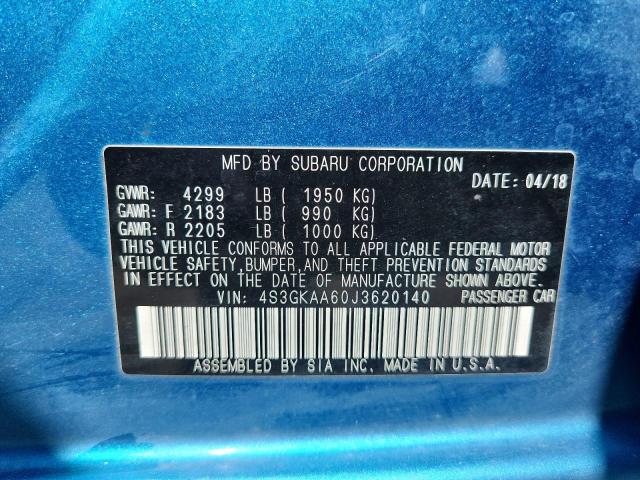 MFD BY SUBARU CORPORATION
DATE: 04/18
GVWR: 4299 LB ( 1950 KG)
GAWR: F 2183 LB ( 990 KG)
GAWR: R 2205 LB ( 1000 KG)
THIS VEHICLE CONFORMS TO ALL APPLICABLE FEDERAL MOTOR
VEHICLE SAFETY, BUMPER, AND THEFT PREVENTION STANDARDS
IN EFFECT ON THE DATE OF MANUFACTURE SHOWN ABOVE.
VIN: 4S3GKAA60J3620140 PASSENGER CAR
ASSEMBLED BY SIA INC, MADE IN U.S.A.